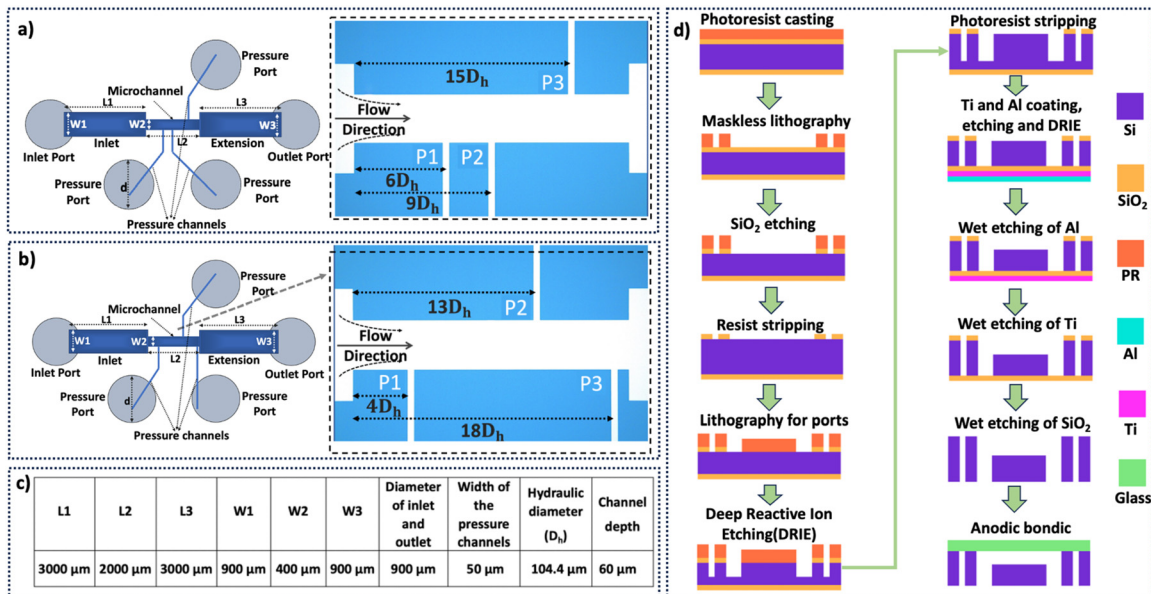 a)
Pressure
Port
Microchannel
L1
L3
W1
W2
W3
L2
Inlet
Extension
Inlet Port
Outlet Port
Pressure
Port
d
Pressure
Port
Pressure channels
15Dh
P3
Flow
Direction
P1
P2
6Dh
9Dh
b)
Pressure
Port
Microchannel
L1
L3
W1
W2
W3
L2
Inlet
Extension
Inlet Port
Outlet Port
Pressure
Port
d
Pressure
Port
Pressure channels
13Dh
P2
Flow
Direction
P1
P3
4Dh
18Dh
c)
L1
L2
L3
W1
W2
W3
Diameter
of inlet
and
outlet
Width of
the
pressure
channels
Hydraulic
diameter
(Dh)
Channel
depth
3000 μm
2000 μm
3000 μm
900 μm
400 μm
900 μm
900 μm
50 μm
104.4 μm
60 μm
d)
Photoresist casting
Maskless lithography
SiO2 etching
Resist stripping
Lithography for ports
Deep Reactive Ion
Etching(DRIE)
Photoresist stripping
Ti and Al coating,
etching and DRIE
Wet etching of Al
Wet etching of Ti
Wet etching of SiO2
Anodic bondic
Si
SiO2
PR
Al
Ti
Glass